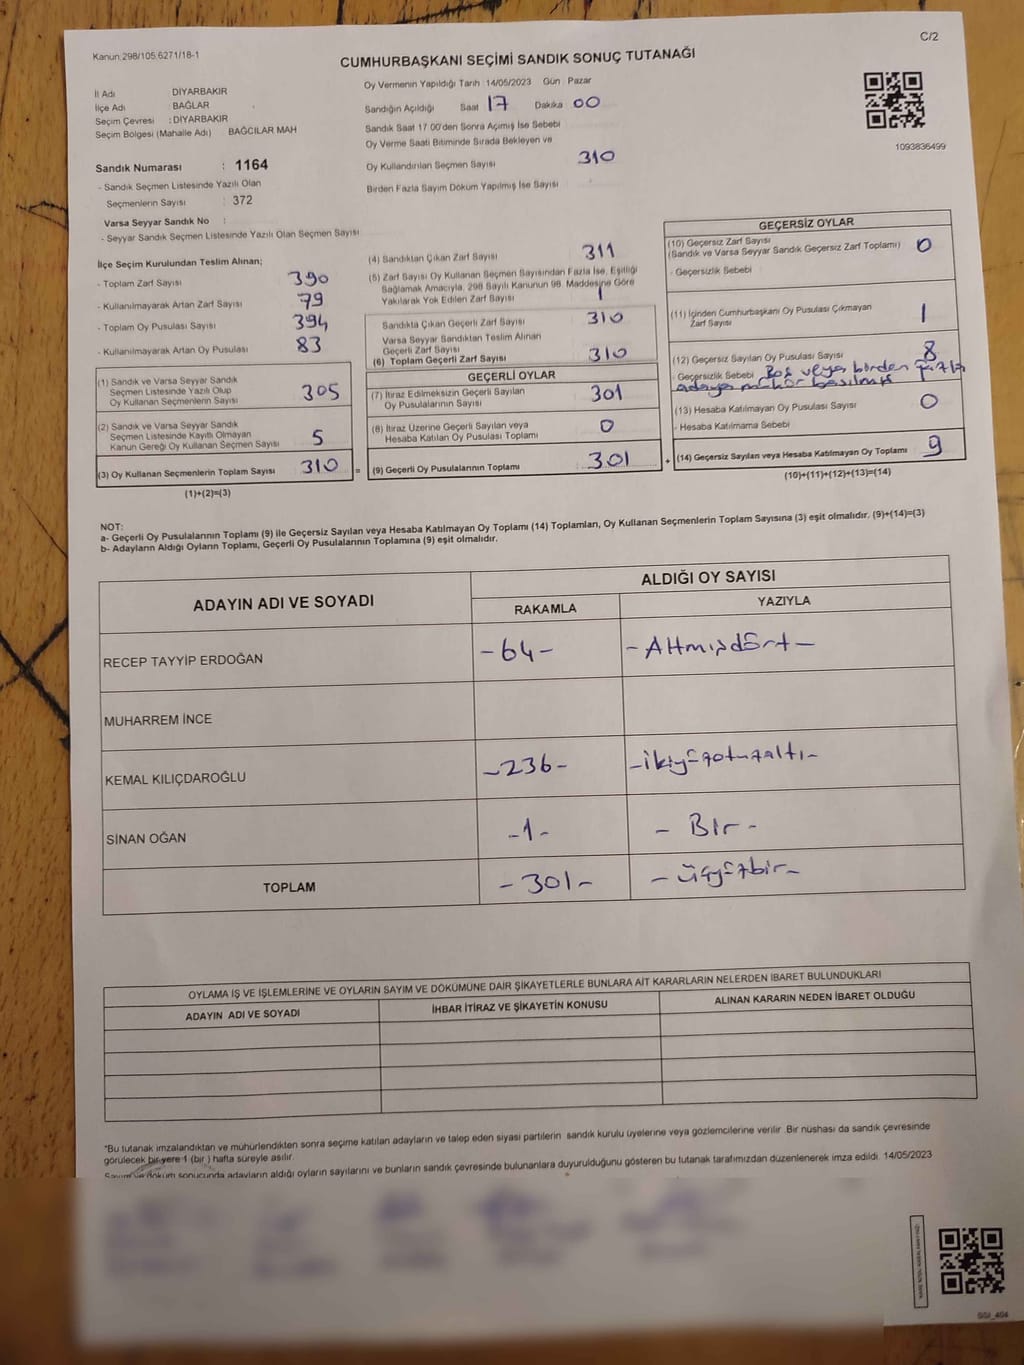 C/2
Kanun:298/105,6271/18-1
CUMHURBAŞKANI SEÇİMİ SANDIK SONUÇ TUTANAĞI
İl Adı DİYARBAKIR
İlçe Adı : BAĞLAR
Seçim Çevresi : DİYARBAKIR
Seçim Bölgesi (Mahalle Adı) BAĞCILAR MAH
Sandık Numarası : 1164
- Sandık Seçmen Listesinde Yazılı Olan
Seçmenlerin Sayısı : 372
Varsa Seyyar Sandık No :
- Seyyar Sandık Seçmen Listesinde Yazılı Olan Seçmen Sayısı
Oy Vermenin Yapıldığı Tarih 14/05/2023 Gün Pazar
Sandığın Açıldığı Saat 17 Dakika 00
Sandık Saat 17 00'den Sonra Açımış İse Sebebi
Oy Verme Saati Bitiminde Sırada Bekleyen ve
Oy Kullandırılan Seçmen Sayısı 310
Birden Fazla Sayım Döküm Yapılmış İse Sayısı
1093836499
İlçe Seçim Kurulundan Teslim Alınan;
- Toplam Zarf Sayısı 390
- Kullanılmayarak Artan Zarf Sayısı 79
- Toplam Oy Pusulası Sayısı 394
- Kullanılmayarak Artan Oy Pusulası 83
(1) Sandık ve Varsa Seyyar Sandık
Seçmen Listesinde Yazılı Olup
Oy Kullanan Seçmenlerin Sayısı 305
(2) Sandık ve Varsa Seyyar Sandık
Seçmen Listesinde Kayıtlı Olmayan
Kanun Gereği Oy Kullanan Seçmen Sayısı 5
(3) Oy Kullanan Seçmenlerin Toplam Sayısı 310 =
(1)+(2)=(3)
(4) Sandıktan Çıkan Zarf Sayısı 311
(5) Zarf Sayısı Oy Kullanan Seçmen Sayısından Fazla İse, Eşitliği
Sağlamak Amacıyla, 298 Sayılı Kanunun 98. Maddesine Göre
Yakılarak Yok Edilen Zarf Sayısı 1
Sandıkta Çıkan Geçerli Zarf Sayısı 310
Varsa Seyyar Sandıktan Teslim Alınan
Geçerli Zarf Sayısı
(6) Toplam Geçerli Zarf Sayısı 310
GEÇERLİ OYLAR
(7) İtiraz Edilmeksizin Geçerli Sayılan
Oy Pusulalarının Sayısı 301
(8) İtiraz Üzerine Geçerli Sayılan veya
Hesaba Katılan Oy Pusulası Toplamı 0
(9) Geçerli Oy Pusulalarının Toplamı 301 +
GEÇERSİZ OYLAR
(10) Geçersiz Zarf Sayısı
(Sandık ve Varsa Seyyar Sandık Geçersiz Zarf Toplamı) 0
- Geçersizlik Sebebi
(11) İçinden Cumhurbaşkanı Oy Pusulası Çıkmayan
Zarf Sayısı 1
(12) Geçersiz Sayılan Oy Pusulası Sayısı 8
- Geçersizlik Sebebi Boş veya birden fazla
adaya mühür basılmış
(13) Hesaba Katılmayan Oy Pusulası Sayısı 0
- Hesaba Katılmama Sebebi
(14) Geçersiz Sayılan veya Hesaba Katılmayan Oy Toplamı 9
(10)+(11)+(12)+(13)=(14)
NOT:
a- Geçerli Oy Pusulalarının Toplamı (9) ile Geçersiz Sayılan veya Hesaba Katılmayan Oy Toplamı (14) Toplamları, Oy Kullanan Seçmenlerin Toplam Sayısına (3) eşit olmalıdır. (9)+(14)=(3)
b- Adayların Aldığı Oyların Toplamı, Geçerli Oy Pusulalarının Toplamına (9) eşit olmalıdır.
ADAYIN ADI VE SOYADI ALDIĞI OY SAYISI
RAKAMLA YAZIYLA
RECEP TAYYİP ERDOĞAN -64- -Altmışdört-
MUHARREM İNCE
KEMAL KILIÇDAROĞLU -236- -ikiyüzotuzaltı-
SİNAN OĞAN -1- - Bir -
TOPLAM -301- -üçyüzbir-
OYLAMA İŞ VE İŞLEMLERİNE VE OYLARIN SAYIM VE DÖKÜMÜNE DAİR ŞİKAYETLERLE BUNLARA AİT KARARLARIN NELERDEN İBARET BULUNDUKLARI
ADAYIN ADI VE SOYADI İHBAR İTİRAZ VE ŞİKAYETİN KONUSU ALINAN KARARIN NEDEN İBARET OLDUĞU
*Bu tutanak imzalandıktan ve mühürlendikten sonra seçime katılan adayların ve talep eden siyasi partilerin sandık kurulu üyelerine veya gözlemcilerine verilir. Bir nüshası da sandık çevresinde
görülecek bir yere 1 (bir) hafta süreyle asılır.
Sayım ve döküm sonucunda adayların aldığı oyların sayılarını ve bunların sandık çevresinde bulunanlara duyurulduğunu gösteren bu tutanak tarafımızdan düzenlenerek imza edildi. 14/05/2023